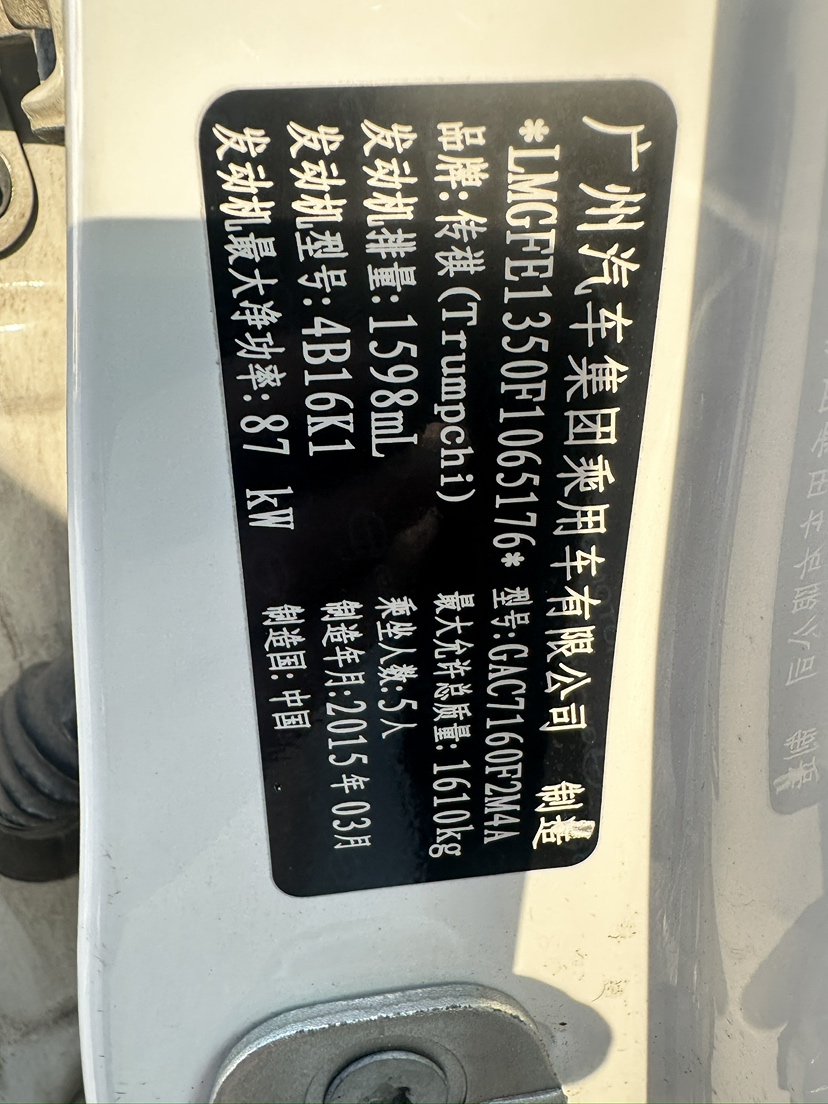 广州汽车集团乘用车有限公司 制造
*LMGFE1350F1065176* 型号:GAC7160F2M4A
品牌:传祺(Trumpchi) 最大允许总质量:1610kg
发动机排量:1598mL 乘坐人数:5人
发动机型号:4B16K1 制造年月:2015年03月
发动机最大净功率:87 kW 制造国:中国